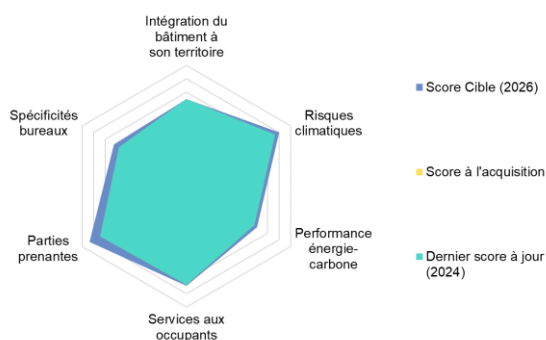 Intégration du
bâtiment à
son territoire
Risques
climatiques
Performance
énergie-
carbone
Services aux
occupants
Parties
prenantes
Spécificités
bureaux
Score Cible (2026)
Score à l'acquisition
Dernier score à jour
(2024)